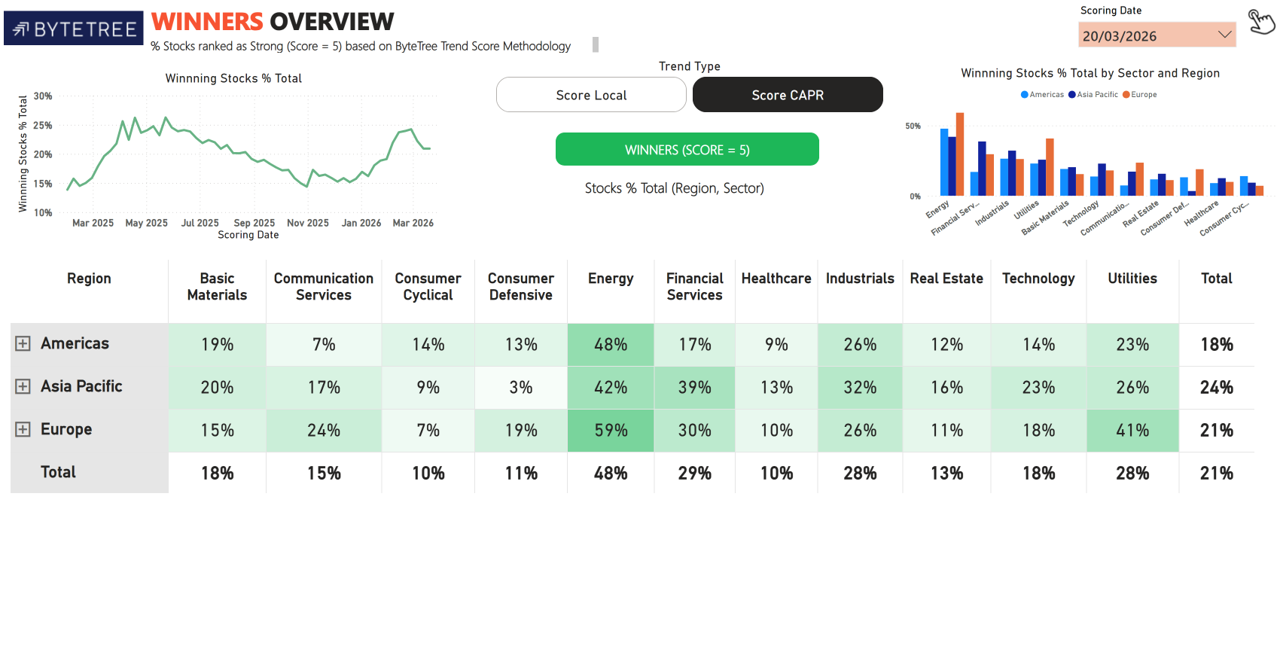 BYTETREE
WINNERS OVERVIEW
% Stocks ranked as Strong (Score = 5) based on ByteTree Trend Score Methodology
Scoring Date
20/03/2026
Winnning Stocks % Total
Winnning Stocks % Total
30%
25%
20%
15%
10%
Mar 2025 May 2025 Jul 2025 Sep 2025 Nov 2025 Jan 2026 Mar 2026
Scoring Date
Trend Type
Score Local
Score CAPR
WINNERS (SCORE = 5)
Stocks % Total (Region, Sector)
Winnning Stocks % Total by Sector and Region
Americas Asia Pacific Europe
50%
0%
Energy
Financial Serv...
Industrials
Utilities
Basic Materials
Technology
Communicatio...
Real Estate
Consumer Def...
Healthcare
Consumer Cyc...
Region Basic Materials Communication Services Consumer Cyclical Consumer Defensive Energy Financial Services Healthcare Industrials Real Estate Technology Utilities Total
Americas 19% 7% 14% 13% 48% 17% 9% 26% 12% 14% 23% 18%
Asia Pacific 20% 17% 9% 3% 42% 39% 13% 32% 16% 23% 26% 24%
Europe 15% 24% 7% 19% 59% 30% 10% 26% 11% 18% 41% 21%
Total 18% 15% 10% 11% 48% 29% 10% 28% 13% 18% 28% 21%